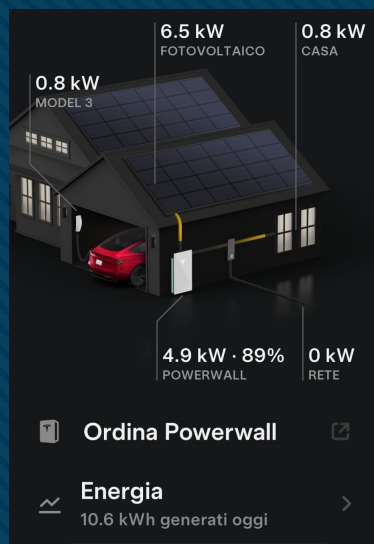 6.5 kW
FOTOVOLTAICO
0.8 kW
CASA
0.8 kW
MODEL 3
4.9 kW · 89%
POWERWALL
0 kW
RETE
Ordina Powerwall
Energia
10.6 kWh generati oggi